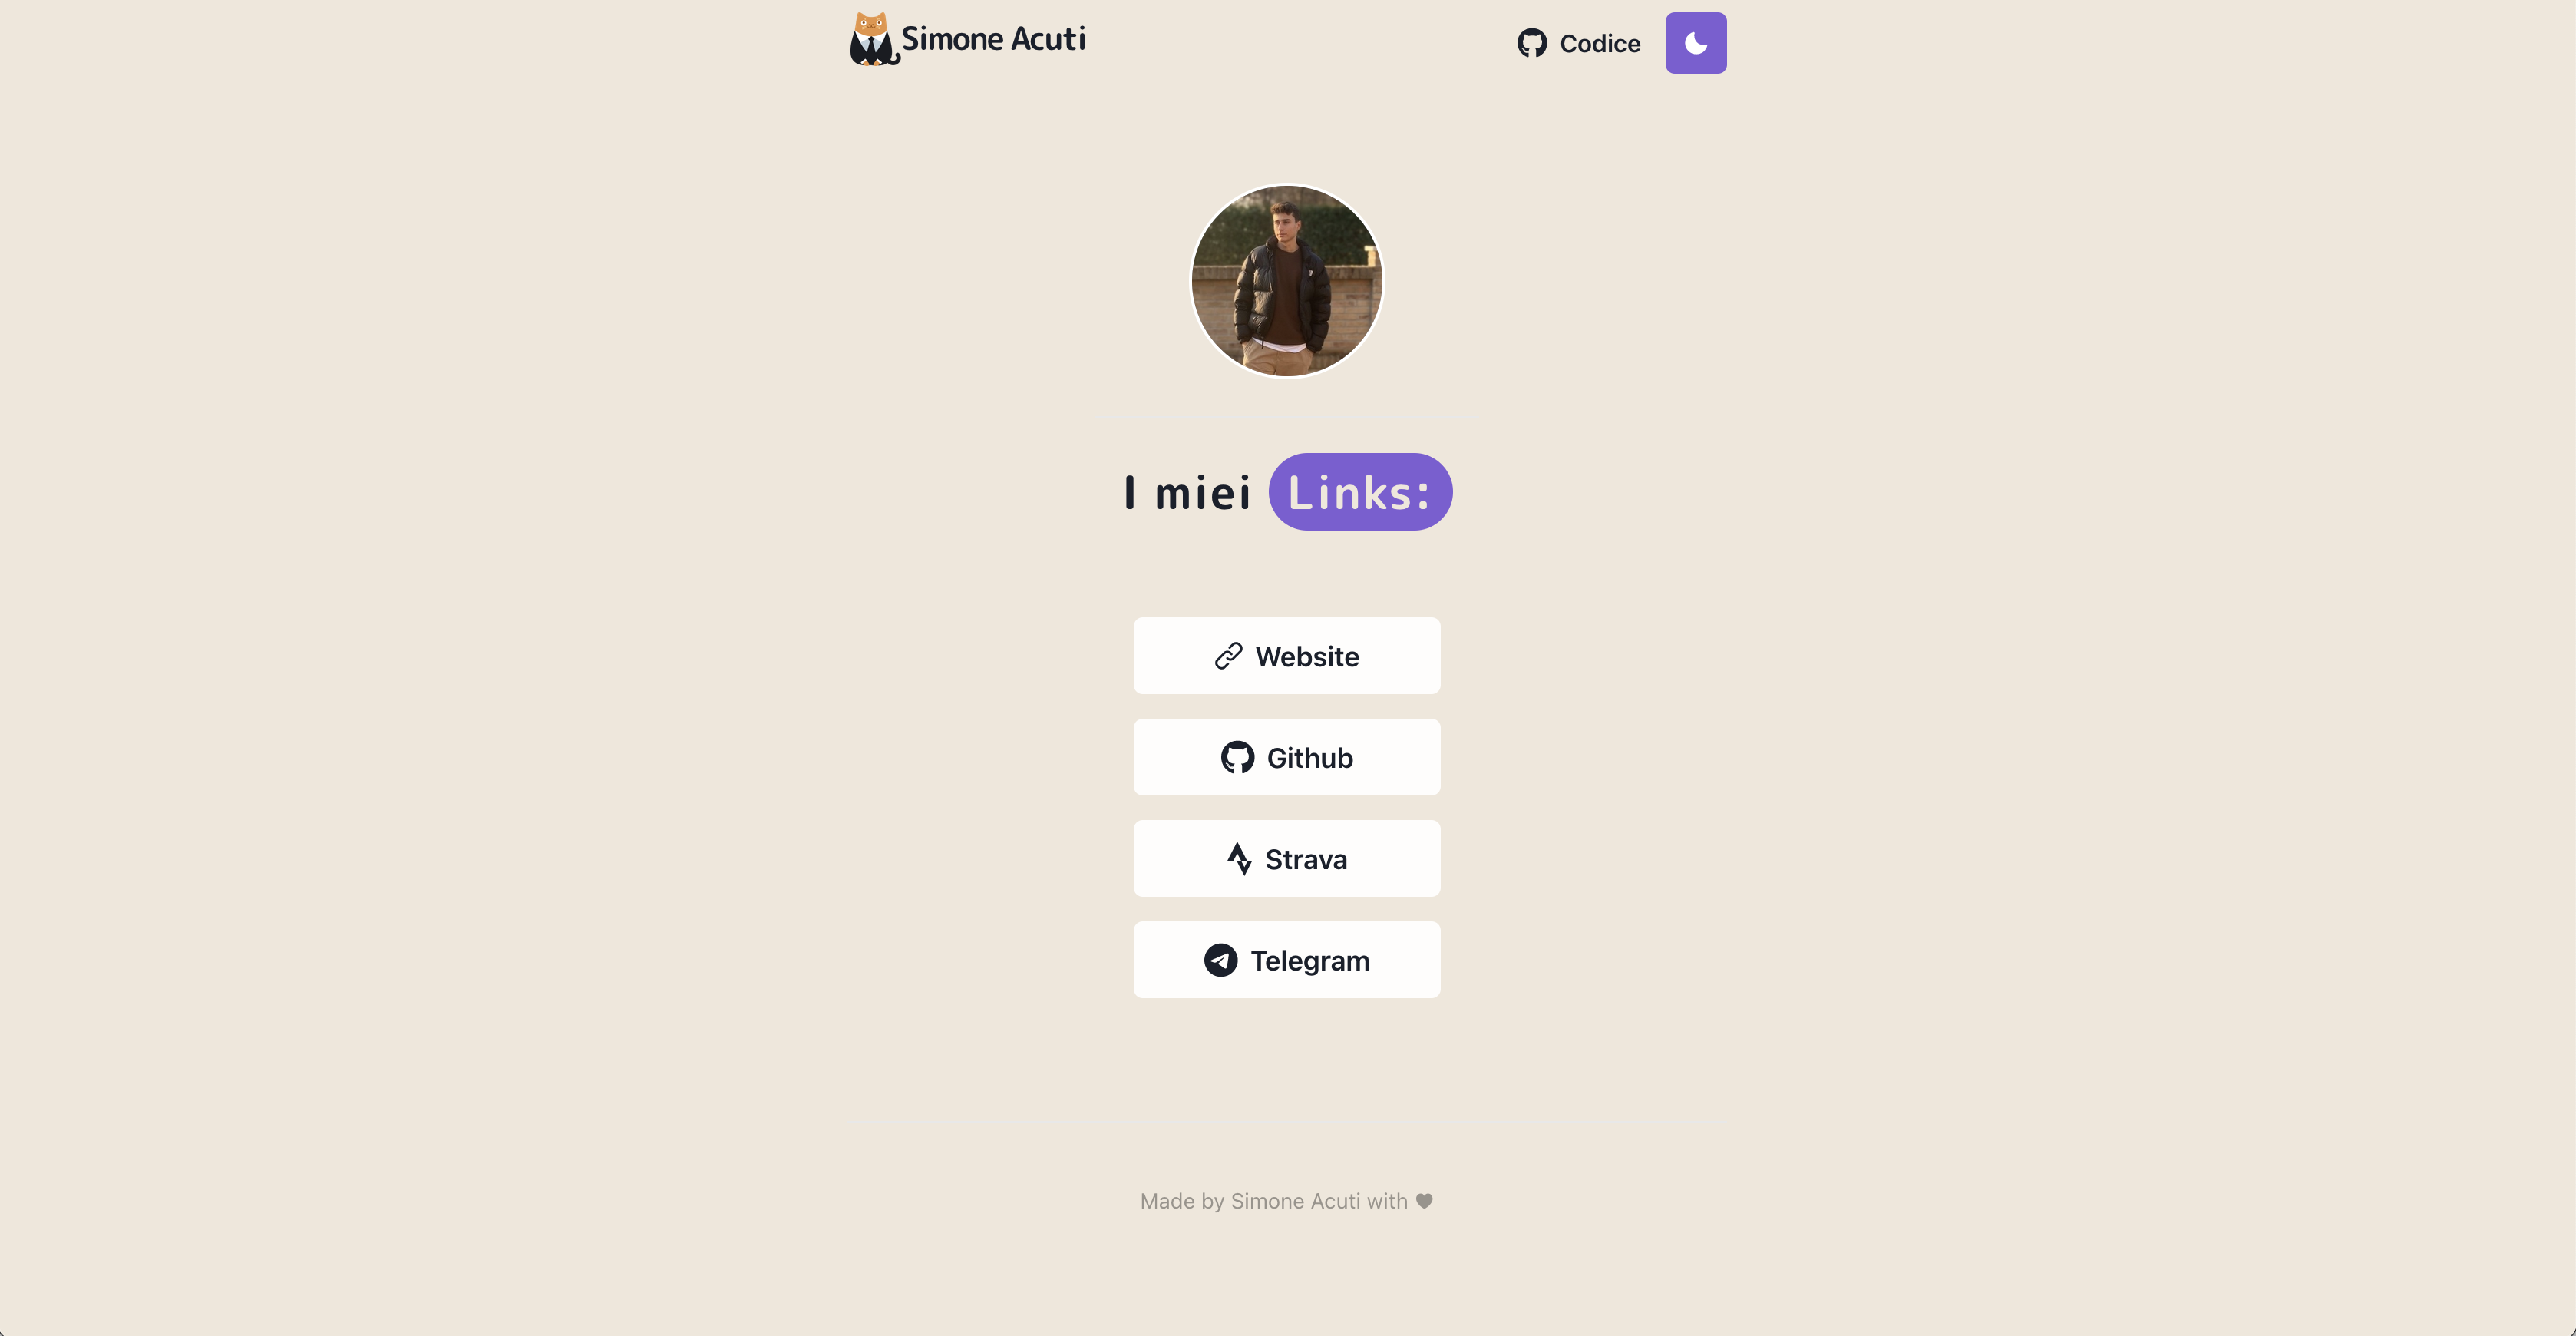 Simone Acuti
Codice
I miei Links:
Website
Github
Strava
Telegram
Made by Simone Acuti with